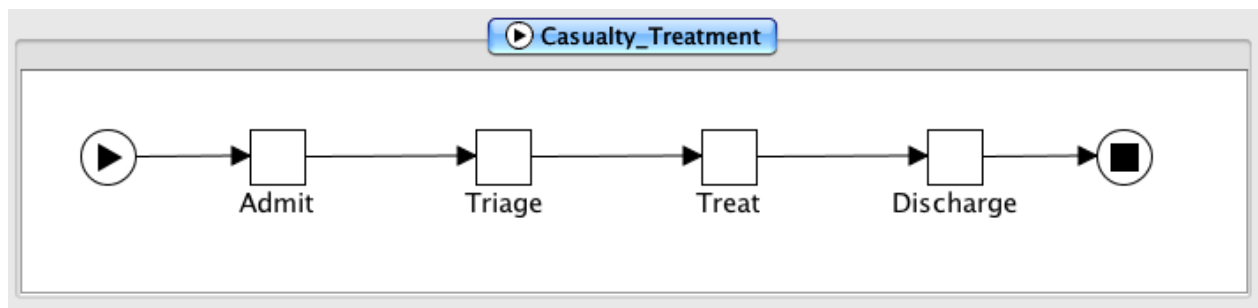 Casualty_Treatment
Admit
Triage
Treat
Discharge